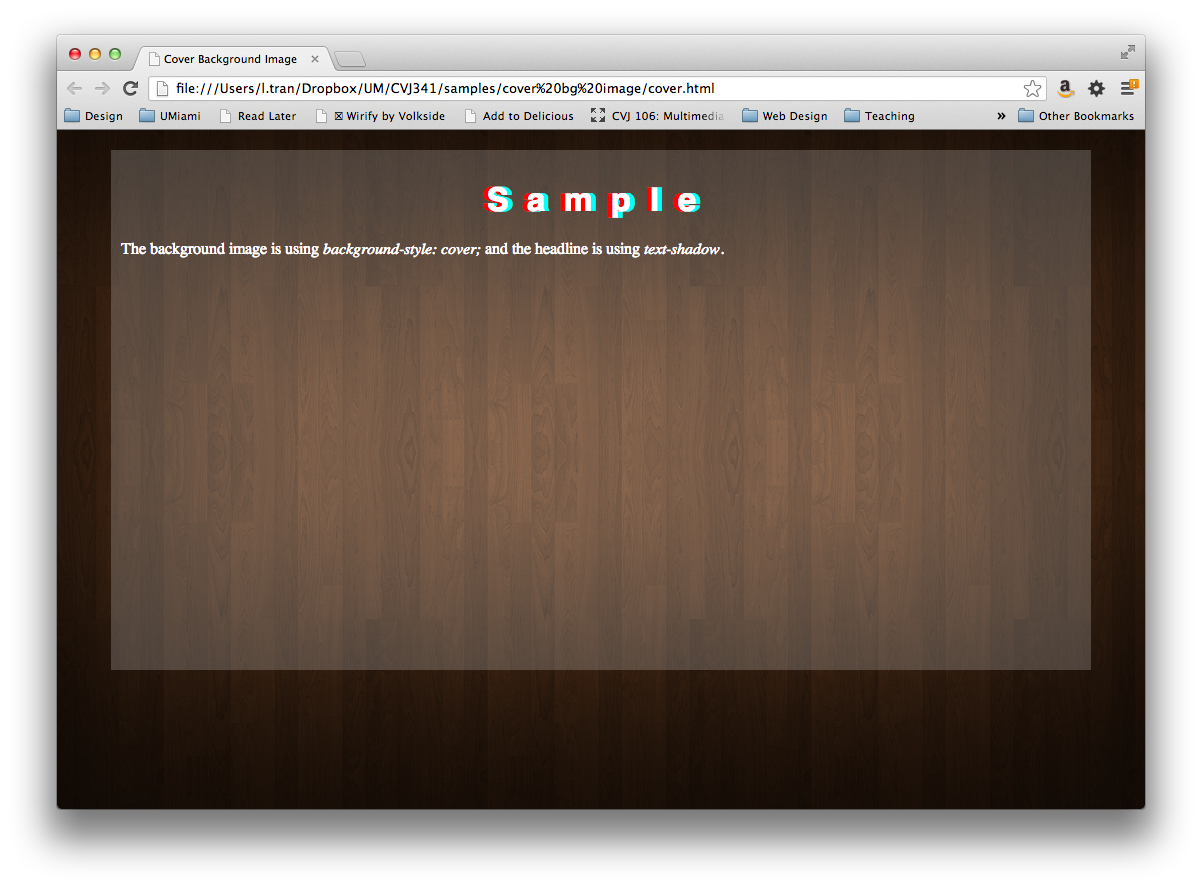 Cover Background Image
file:///Users/l.tran/Dropbox/UM/CVJ341/samples/cover%20bg%20image/cover.html
Design UMiami Read Later ☒ Wirify by Volkside Add to Delicious CVJ 106: Multimedia Web Design Teaching » Other Bookmarks
Sample
The background image is using background-style: cover; and the headline is using text-shadow.